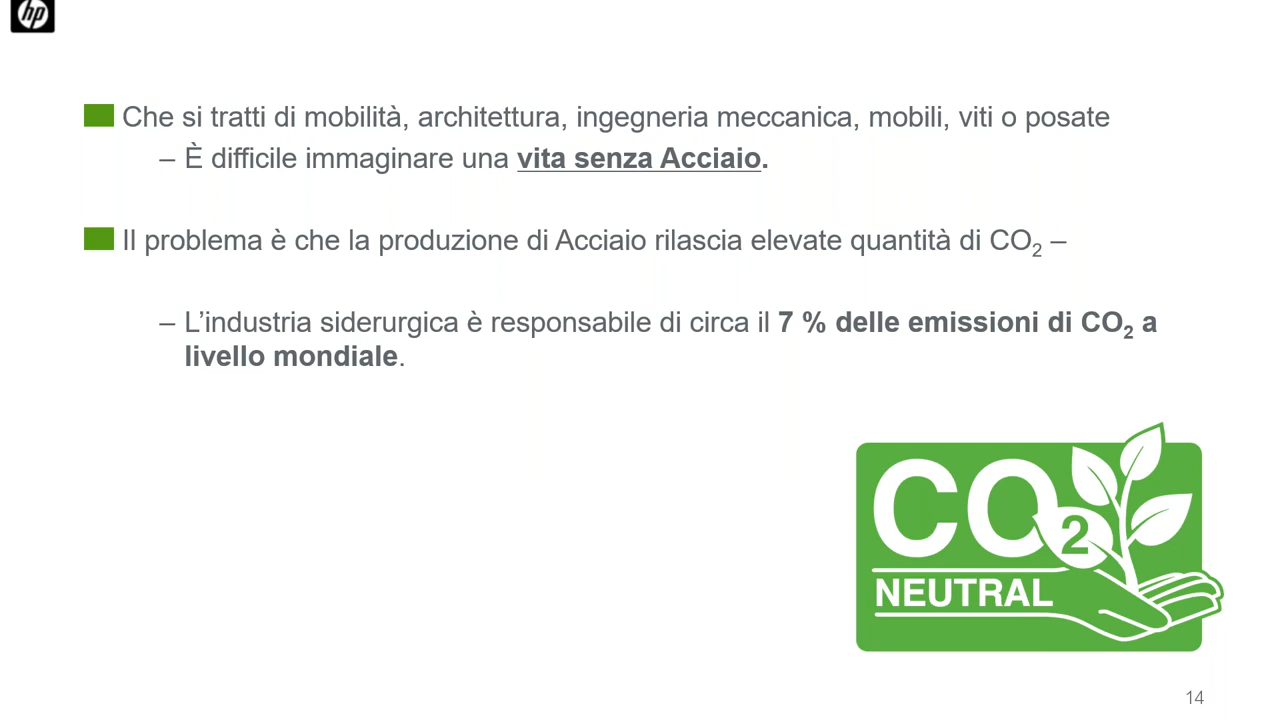 hp
Che si tratti di mobilità, architettura, ingegneria meccanica, mobili, viti o posate
– È difficile immaginare una vita senza Acciaio.
Il problema è che la produzione di Acciaio rilascia elevate quantità di CO₂ –
– L’industria siderurgica è responsabile di circa il 7 % delle emissioni di CO₂ a
livello mondiale.
CO₂
NEUTRAL
14